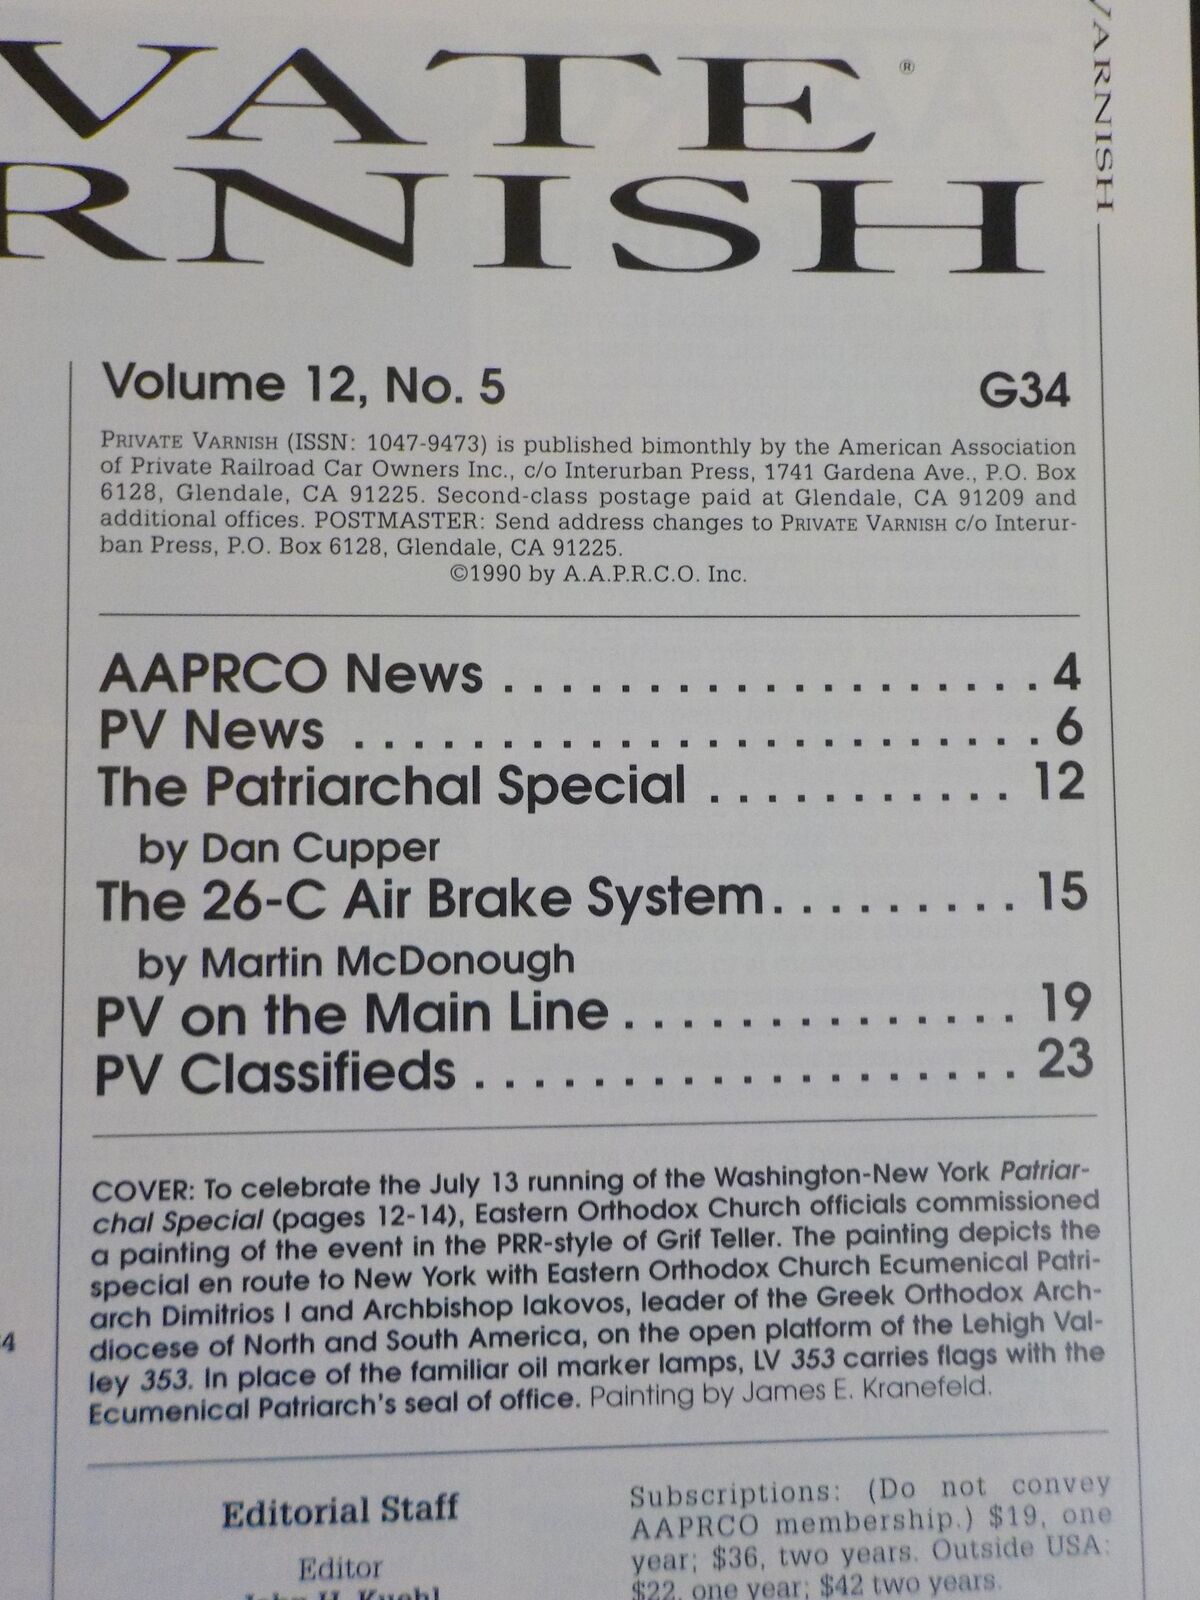 VATE ®
RNISH
VARNISH
Volume 12, No. 5 G34
PRIVATE VARNISH (ISSN: 1047-9473) is published bimonthly by the American Association
of Private Railroad Car Owners Inc., c/o Interurban Press, 1741 Gardena Ave., P.O. Box
6128, Glendale, CA 91225. Second-class postage paid at Glendale, CA 91209 and
additional offices. POSTMASTER: Send address changes to PRIVATE VARNISH c/o Interur-
ban Press, P.O. Box 6128, Glendale, CA 91225.
©1990 by A.A.P.R.C.O. Inc.
AAPRCO News . . . . . . . . . . . . . . . . . . . 4
PV News . . . . . . . . . . . . . . . . . . . . . . . . 6
The Patriarchal Special . . . . . . . . . . . 12
by Dan Cupper
The 26-C Air Brake System. . . . . . . . . 15
by Martin McDonough
PV on the Main Line . . . . . . . . . . . . . . 19
PV Classifieds . . . . . . . . . . . . . . . . . . . 23
COVER: To celebrate the July 13 running of the Washington-New York Patriar-
chal Special (pages 12-14), Eastern Orthodox Church officials commissioned
a painting of the event in the PRR-style of Grif Teller. The painting depicts the
special en route to New York with Eastern Orthodox Church Ecumenical Patri-
arch Dimitrios I and Archbishop Iakovos, leader of the Greek Orthodox Arch-
diocese of North and South America, on the open platform of the Lehigh Val-
ley 353. In place of the familiar oil marker lamps, LV 353 carries flags with the
Ecumenical Patriarch's seal of office. Painting by James E. Kranefeld.
4
Editorial Staff
Editor
John H. Kuehl
Subscriptions: (Do not convey
AAPRCO membership.) $19, one
year; $36, two years. Outside USA:
$22, one year; $42 two years.